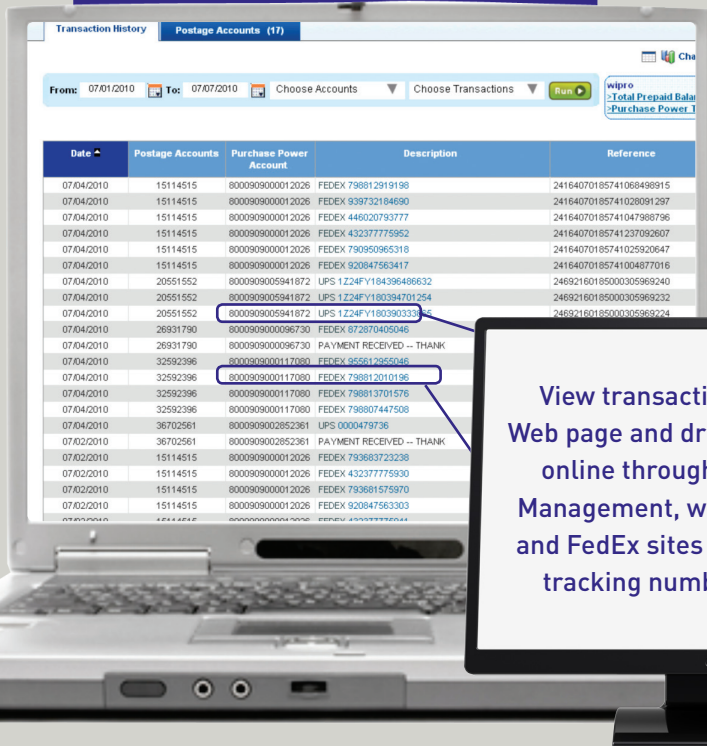 Transaction History Postage Accounts (17)
Cha
From: 07/01/2010 To: 07/07/2010 Choose Accounts Choose Transactions Run
wipro
>Total Prepaid Balan
>Purchase Power T
Date Postage Accounts Purchase Power Account Description Reference
07/04/2010 15114515 8000909000012026 FEDEX 798812919198 24164070185741068498915
07/04/2010 15114515 8000909000012026 FEDEX 939732184690 24164070185741028091297
07/04/2010 15114515 8000909000012026 FEDEX 446020793777 24164070185741047988796
07/04/2010 15114515 8000909000012026 FEDEX 432377775952 24164070185741237092607
07/04/2010 15114515 8000909000012026 FEDEX 790950965318 24164070185741025920647
07/04/2010 15114515 8000909000012026 FEDEX 920847563417 24164070185741004877016
07/04/2010 20551552 8000909005941872 UPS 1Z24FY184396486632 24692160185000305969240
07/04/2010 20551552 8000909005941872 UPS 1Z24FY180394701254 24692160185000305969232
07/04/2010 20551552 8000909005941872 UPS 24692160185000305969224
07/04/2010 26931790 8000909000096730 FEDEX 872870405046
07/04/2010 26931790 8000909000096730 PAYMENT RECEIVED -- THANK
07/04/2010 32592396 8000909000117080 FEDEX 955612955046
07/04/2010 32592396 8000909000117080 FEDEX 798812010196
07/04/2010 32592396 8000909000117080 FEDEX 798813701576
07/04/2010 32592396 8000909000117080 FEDEX 798807447508
07/02/2010 36702561 8000909002852361 UPS 0000479736
07/02/2010 36702561 8000909002852361 PAYMENT RECEIVED -- THANK
07/02/2010 15114515 8000909000012026 FEDEX 793683723238
07/02/2010 15114515 8000909000012026 FEDEX 432377775930
07/02/2010 15114515 8000909000012026 FEDEX 793681575970
07/02/2010 15114515 8000909000012026 FEDEX 920847563303
View transacti
Web page and dr
online through
Management, w
and FedEx sites
tracking numb